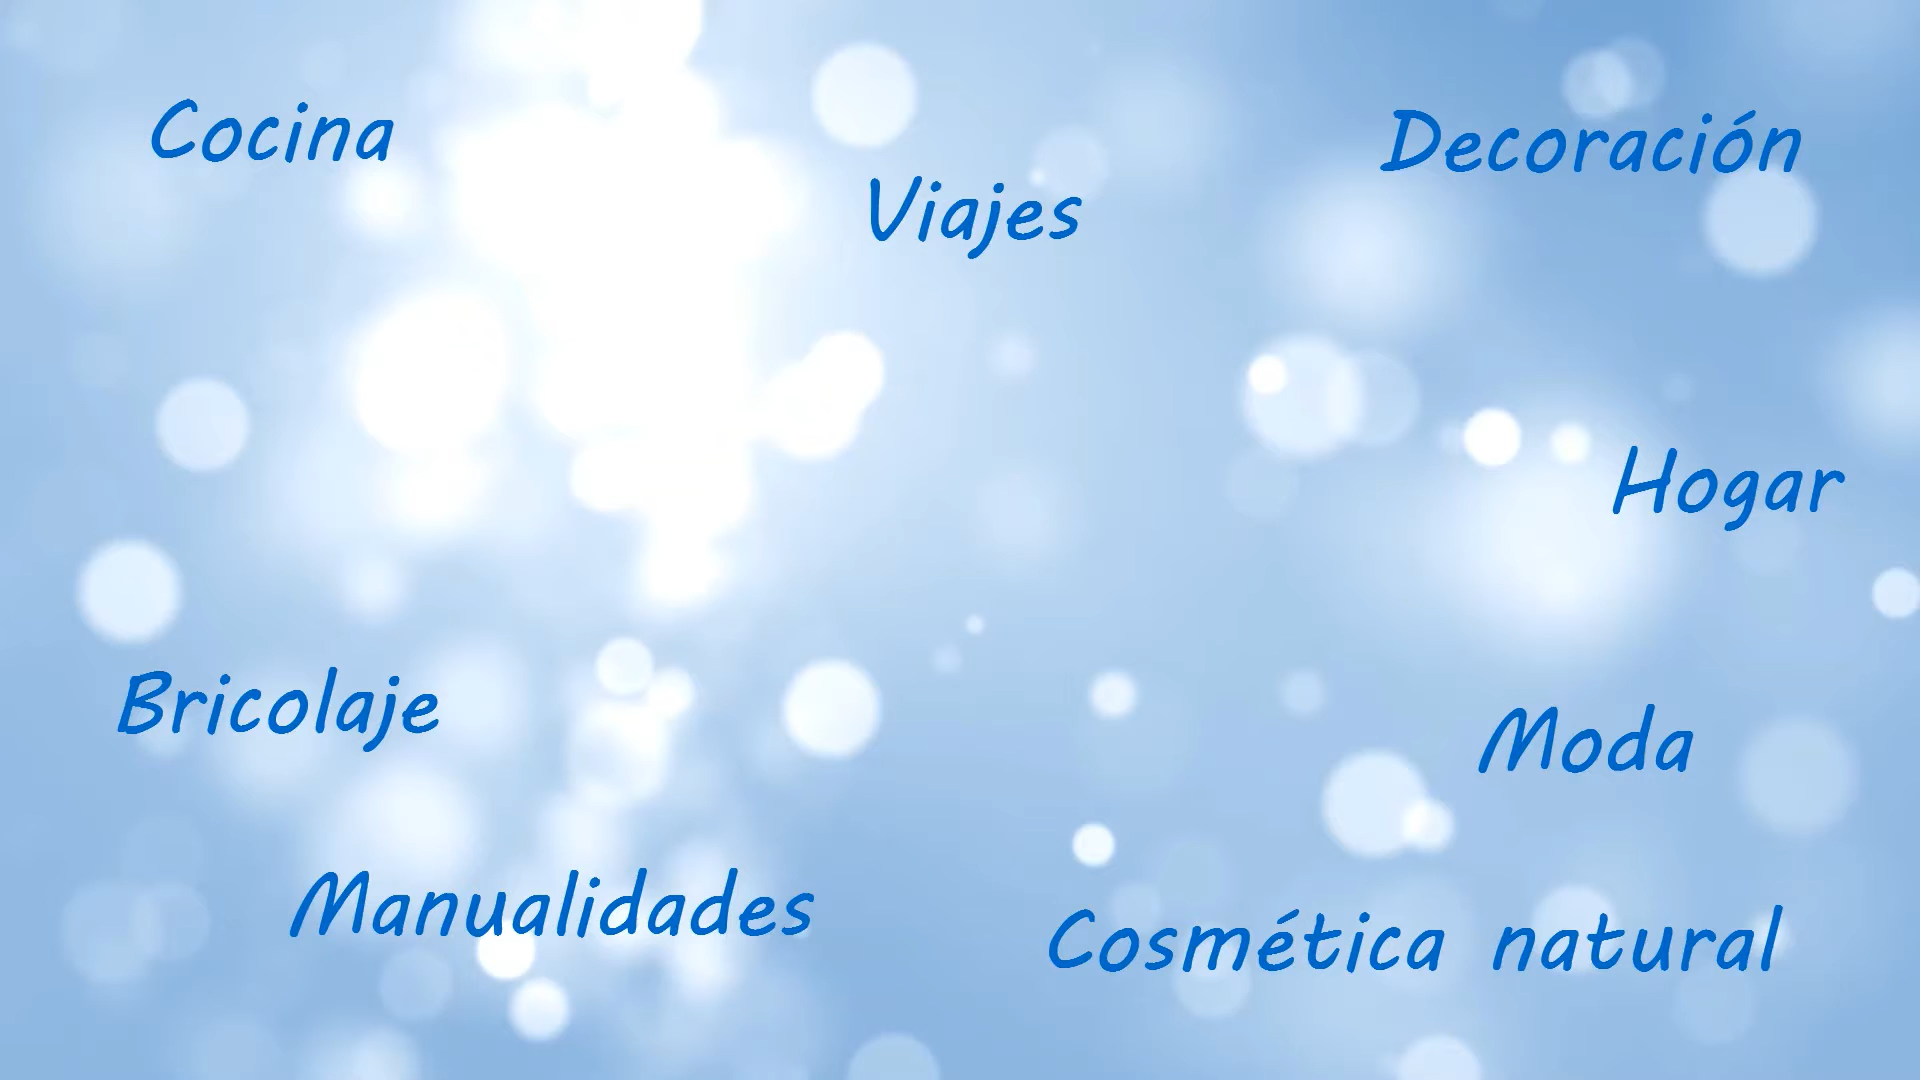 Cocina
Decoración
Viajes
Hogar
Bricolaje
Moda
Manualidades
Cosmética natural